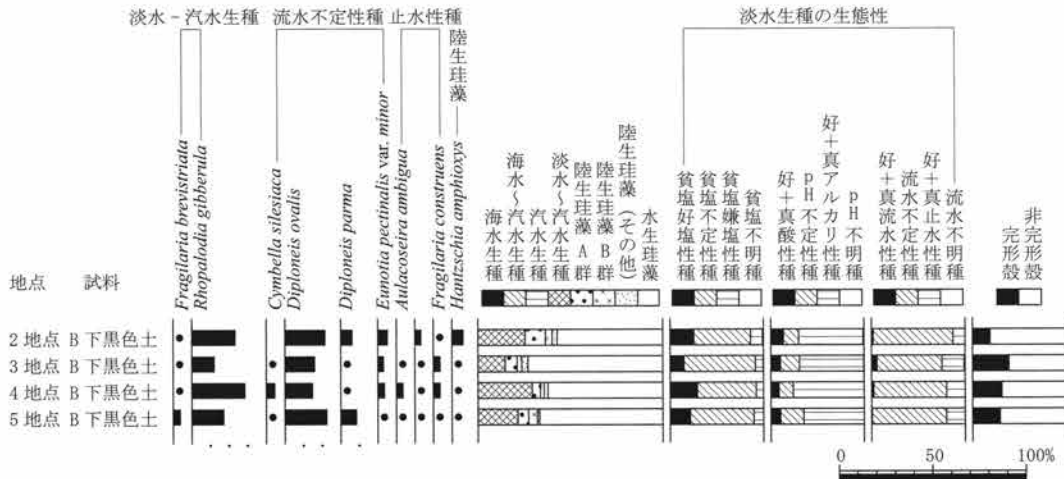 淡水－汽水生種 流水不定性種 止水性種
陸生珪藻
淡水生種の生態性
地点 試料
Fragilaria brevistriata
Rhopalodia gibberula
Cymbella silesiaca
Diploneis ovalis
Diploneis parma
Eunotia pectinalis var. minor
Aulacoseira ambigua
Fragilaria construens
Hantzschia amphioxys
海水生種
海水～汽水生種
汽水生種
淡水～汽水生種
陸生珪藻A群
陸生珪藻B群
陸生珪藻（その他）
水生珪藻
貧塩好塩性種
貧塩不定性種
貧塩嫌塩性種
貧塩不明種
好＋真酸性種
pH不定性種
好＋真アルカリ性種
pH不明種
好＋真流水性種
流水不定性種
好＋真止水性種
流水不明種
完形殻
非完形殻
2 地点 B 下黒色土
3 地点 B 下黒色土
4 地点 B 下黒色土
5 地点 B 下黒色土
0 50 100%